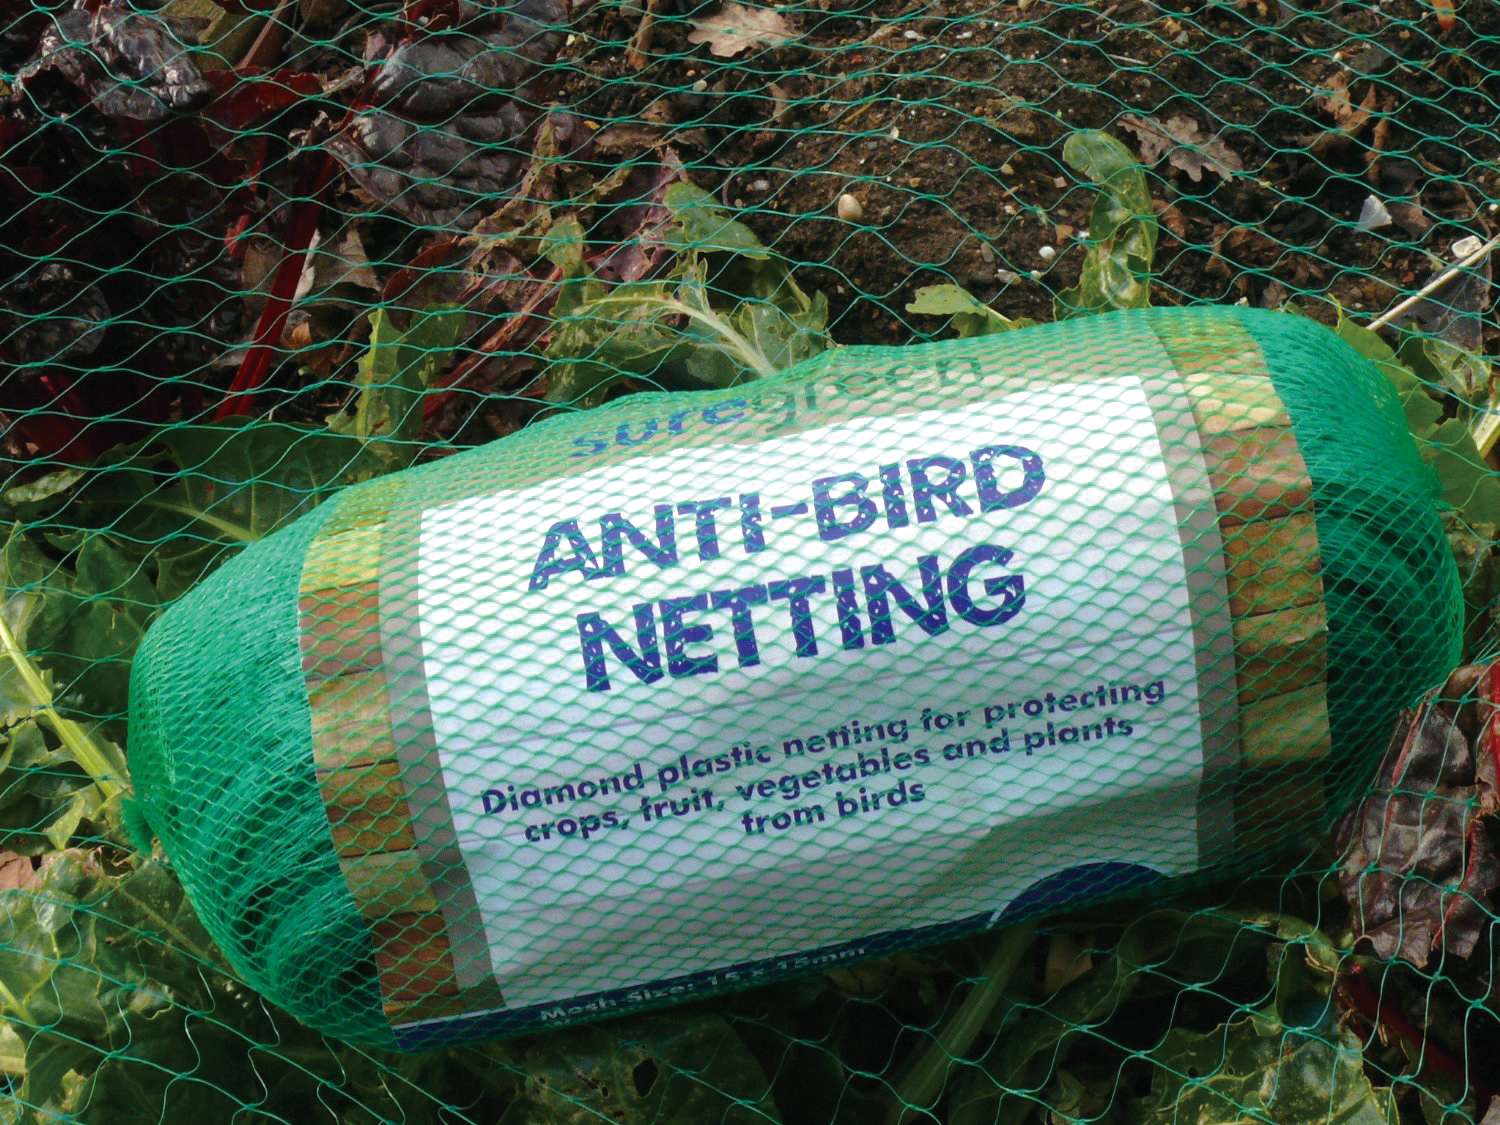 suregreen
ANTI-BIRD
NETTING
Diamond plastic netting for protecting
crops, fruit, vegetables and plants
from birds
Mesh Size: 15 x 15mm